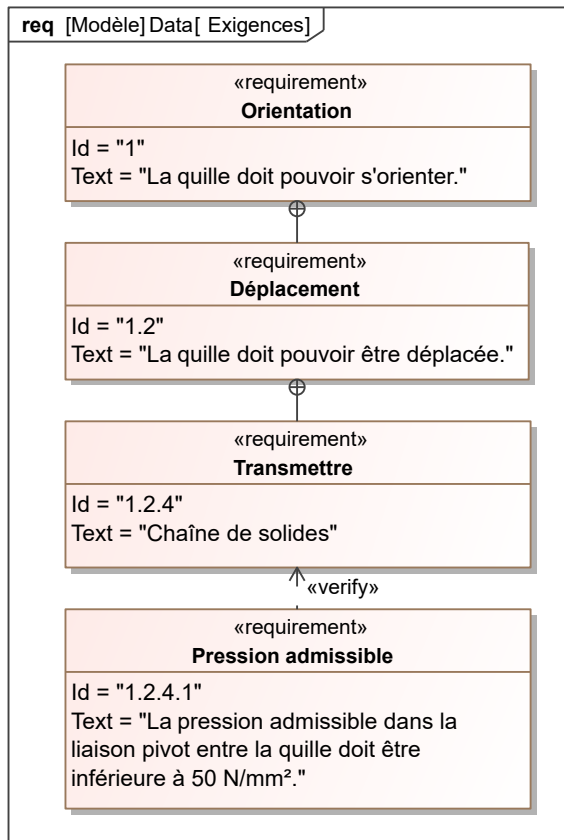 req [Modèle] Data[ Exigences]
«requirement»
Orientation
Id = "1"
Text = "La quille doit pouvoir s'orienter."
«requirement»
Déplacement
Id = "1.2"
Text = "La quille doit pouvoir être déplacée."
«requirement»
Transmettre
Id = "1.2.4"
Text = "Chaîne de solides"
«verify»
«requirement»
Pression admissible
Id = "1.2.4.1"
Text = "La pression admissible dans la
liaison pivot entre la quille doit être
inférieure à 50 N/mm²."